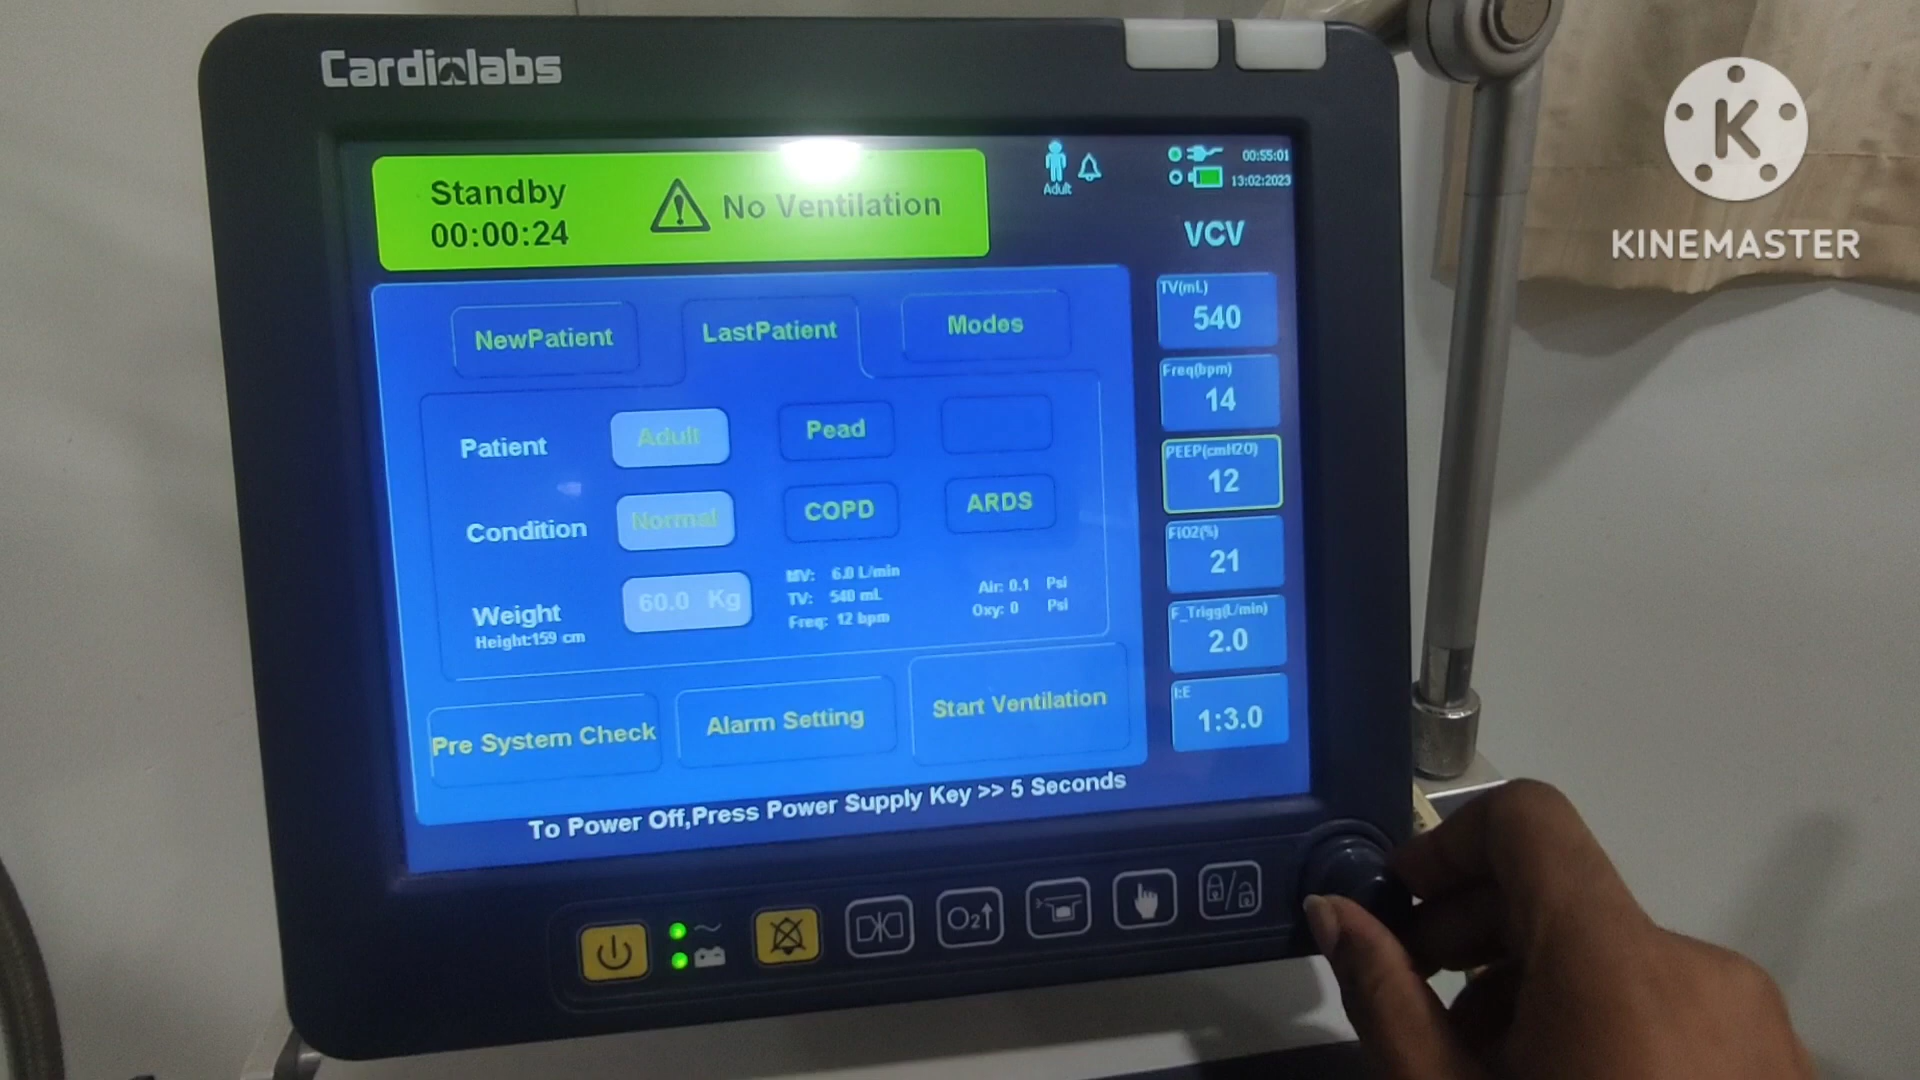 Cardiolabs
Standby
00:00:24
No Ventilation
Adult
00:55:01
13:02:2023
VCV
K
KINEMASTER
NewPatient
LastPatient
Modes
Patient
Adult
Pead
Condition
Normal
COPD
ARDS
Weight
Height:159 cm
60.0 Kg
MV: 6.0 L/min
TV: 540 mL
Freq: 12 bpm
Air: 0.1 Psi
Oxy: 0 Psi
Pre System Check
Alarm Setting
Start Ventilation
To Power Off,Press Power Supply Key >> 5 Seconds
TV(mL)
540
Freq(bpm)
14
PEEP(cmH2O)
12
FiO2(%)
21
F_Trigg(L/min)
2.0
I:E
1:3.0
O2↑